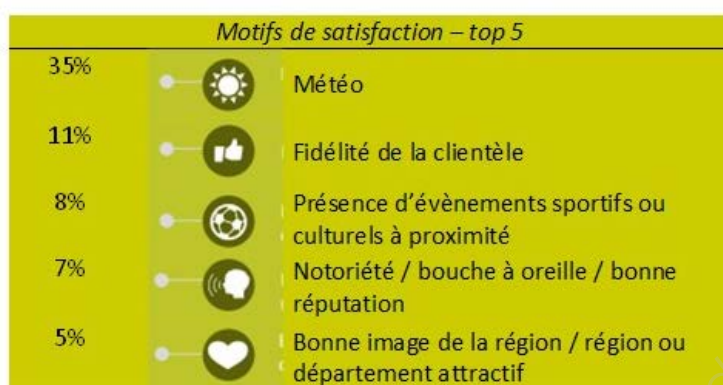 Motifs de satisfaction – top 5
35%
Météo
11%
Fidélité de la clientèle
8%
Présence d'évènements sportifs ou
culturels à proximité
7%
Notoriété / bouche à oreille / bonne
réputation
5%
Bonne image de la région / région ou
département attractif